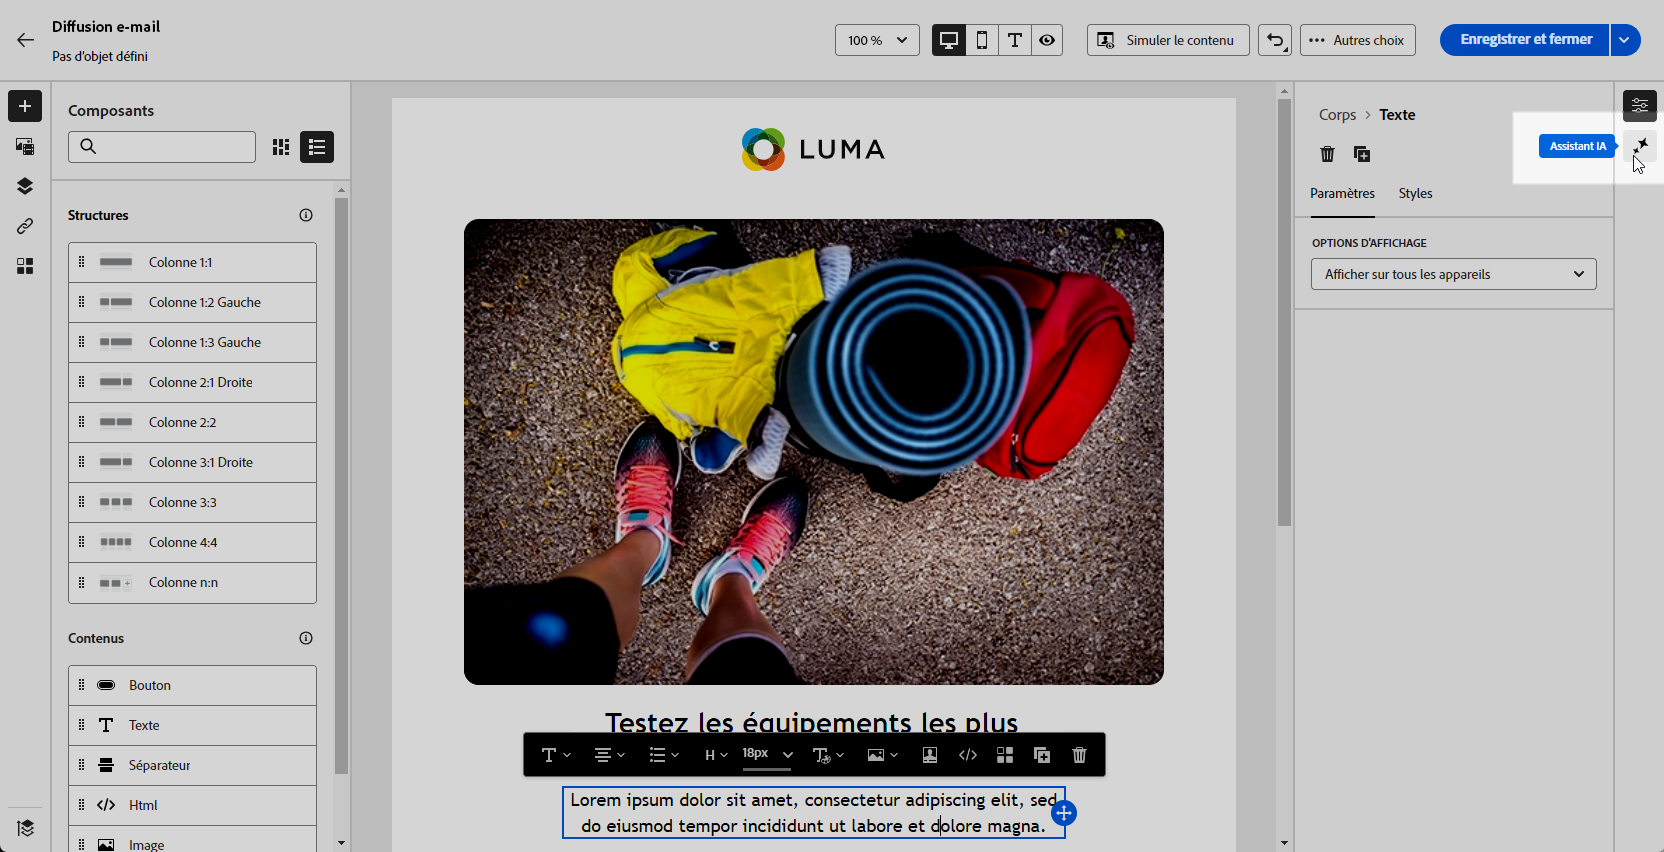 Diffusion e-mail
Pas d'objet défini
100 %
Simuler le contenu
Autres choix
Enregistrer et fermer
Composants
Structures
Colonne 1:1
Colonne 1:2 Gauche
Colonne 1:3 Gauche
Colonne 2:1 Droite
Colonne 2:2
Colonne 3:1 Droite
Colonne 3:3
Colonne 4:4
Colonne n:n
Contenus
Bouton
Texte
Séparateur
Html
Image
LUMA
Testez les équipements les plus
H
18px
Lorem ipsum dolor sit amet, consectetur adipiscing elit, sed
do eiusmod tempor incididunt ut labore et dolore magna.
Corps > Texte
Assistant IA
Paramètres
Styles
OPTIONS D'AFFICHAGE
Afficher sur tous les appareils